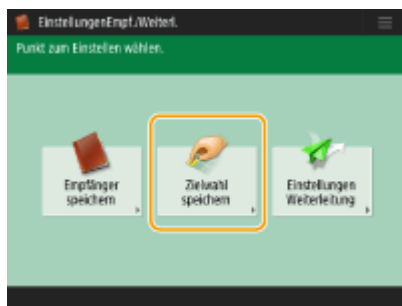 EinstellungenEmpf./Weiterl.
Punkt zum Einstellen wählen.
Empfänger
speichern
Zielwahl
speichern
Einstellungen
Weiterleitung